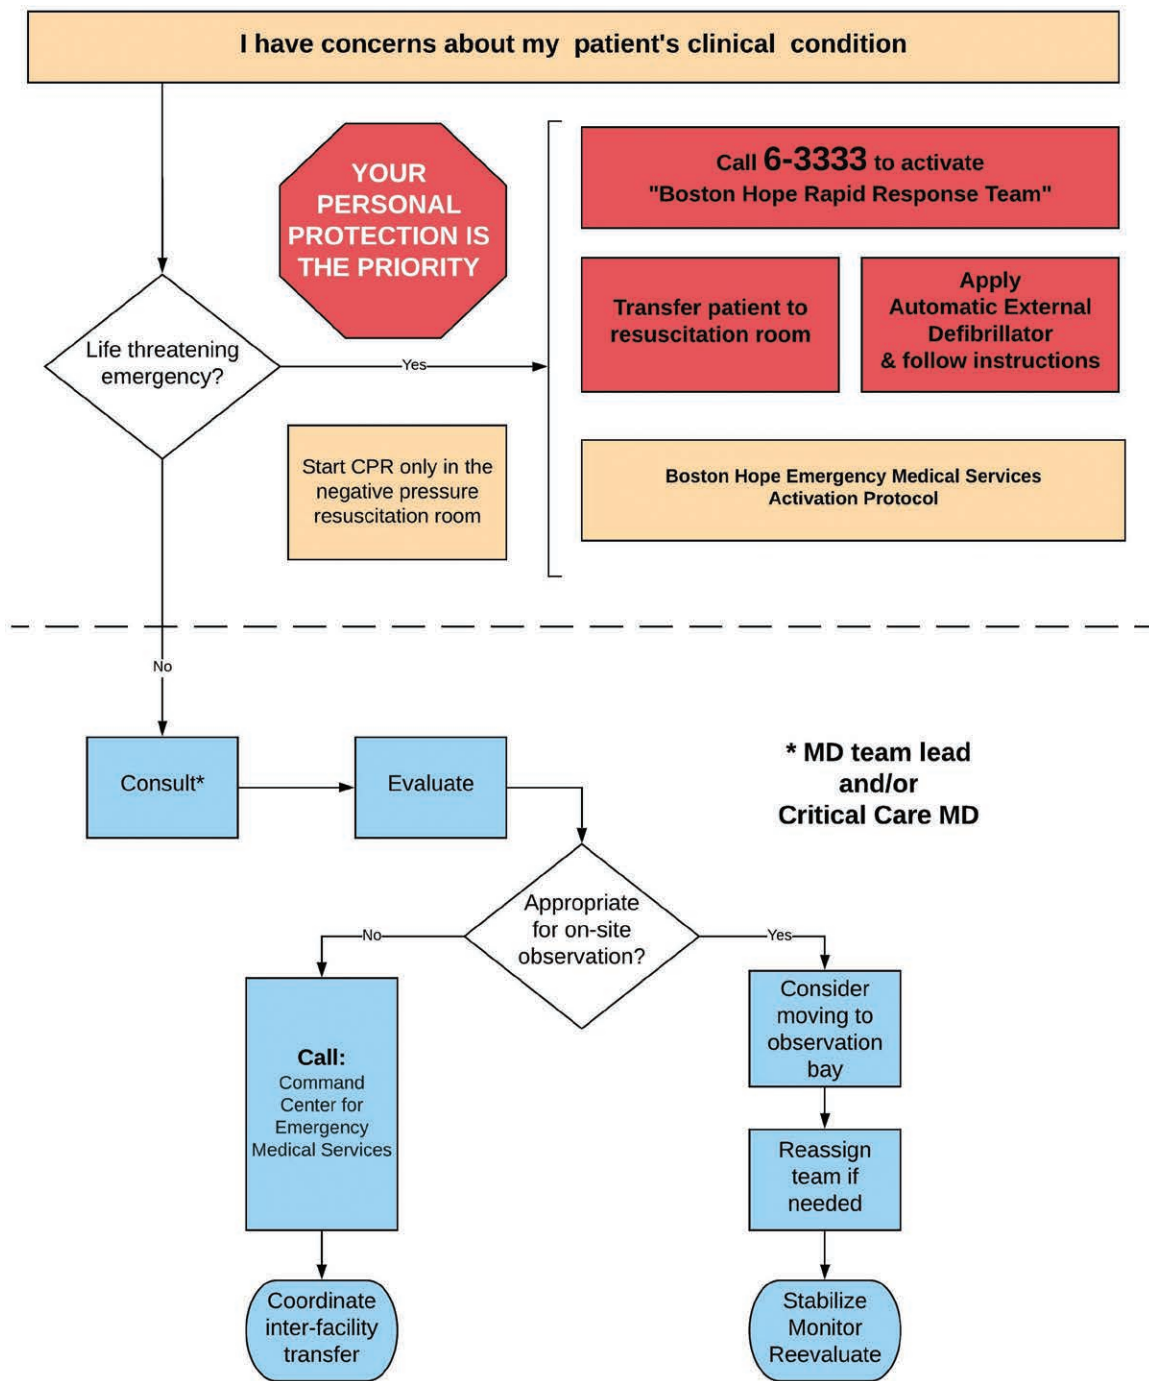 I have concerns about my patient's clinical condition
YOUR
PERSONAL
PROTECTION IS
THE PRIORITY
Call 6-3333 to activate
"Boston Hope Rapid Response Team"
Transfer patient to
resuscitation room
Apply
Automatic External
Defibrillator
& follow instructions
Life threatening
emergency?
Yes
Start CPR only in the
negative pressure
resuscitation room
Boston Hope Emergency Medical Services
Activation Protocol
No
Consult*
Evaluate
* MD team lead
and/or
Critical Care MD
Appropriate
for on-site
observation?
No
Yes
Call:
Command
Center for
Emergency
Medical Services
Consider
moving to
observation
bay
Reassign
team if
needed
Coordinate
inter-facility
transfer
Stabilize
Monitor
Reevaluate